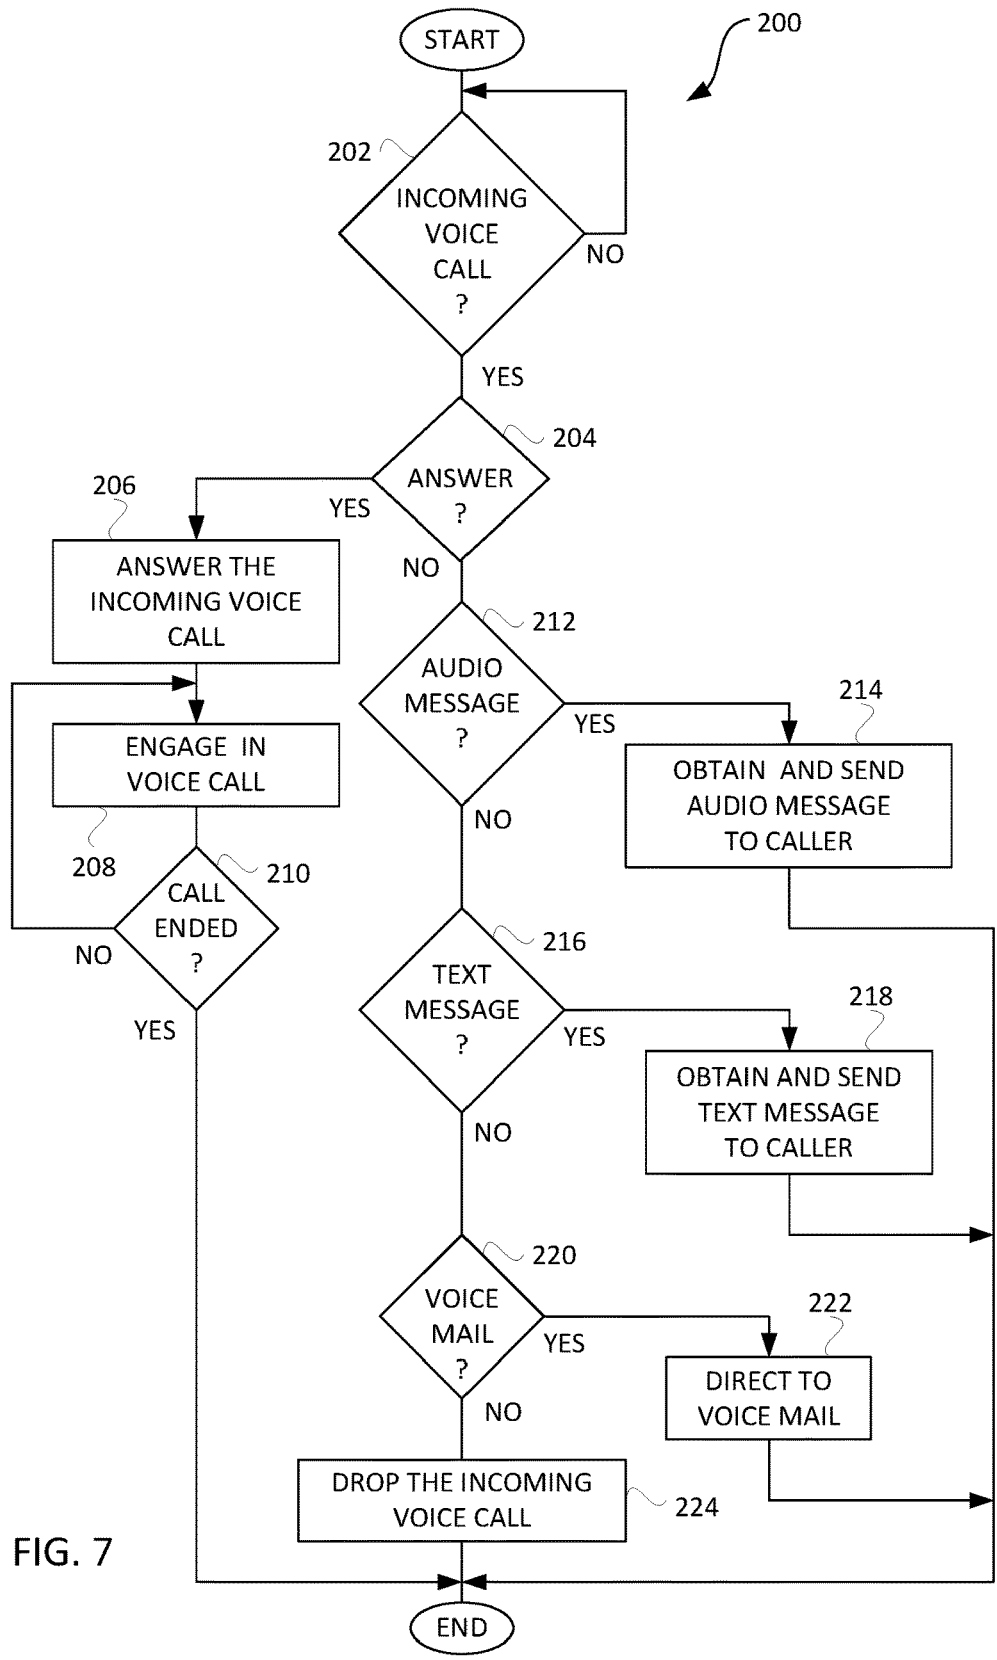 START
200
202
INCOMING
VOICE
CALL
?
NO
YES
204
ANSWER
?
YES
NO
206
ANSWER THE
INCOMING VOICE
CALL
ENGAGE IN
VOICE CALL
208
210
CALL
ENDED
?
NO
YES
212
AUDIO
MESSAGE
?
YES
NO
214
OBTAIN AND SEND
AUDIO MESSAGE
TO CALLER
216
TEXT
MESSAGE
?
YES
NO
218
OBTAIN AND SEND
TEXT MESSAGE
TO CALLER
220
VOICE
MAIL
?
YES
NO
222
DIRECT TO
VOICE MAIL
DROP THE INCOMING
VOICE CALL
224
FIG. 7
END